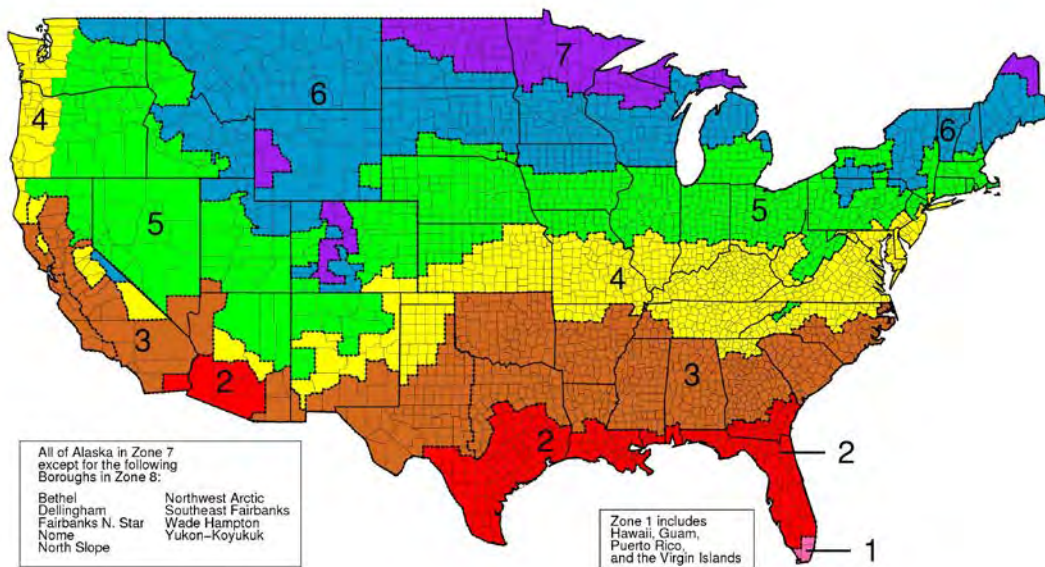 7
6
6
4
5
5
4
3
3
2
2
2
1
All of Alaska in Zone 7
except for the following
Boroughs in Zone 8:
Bethel Northwest Arctic
Dellingham Southeast Fairbanks
Fairbanks N. Star Wade Hampton
Nome Yukon-Koyukuk
North Slope
Zone 1 includes
Hawaii, Guam,
Puerto Rico,
and the Virgin Islands